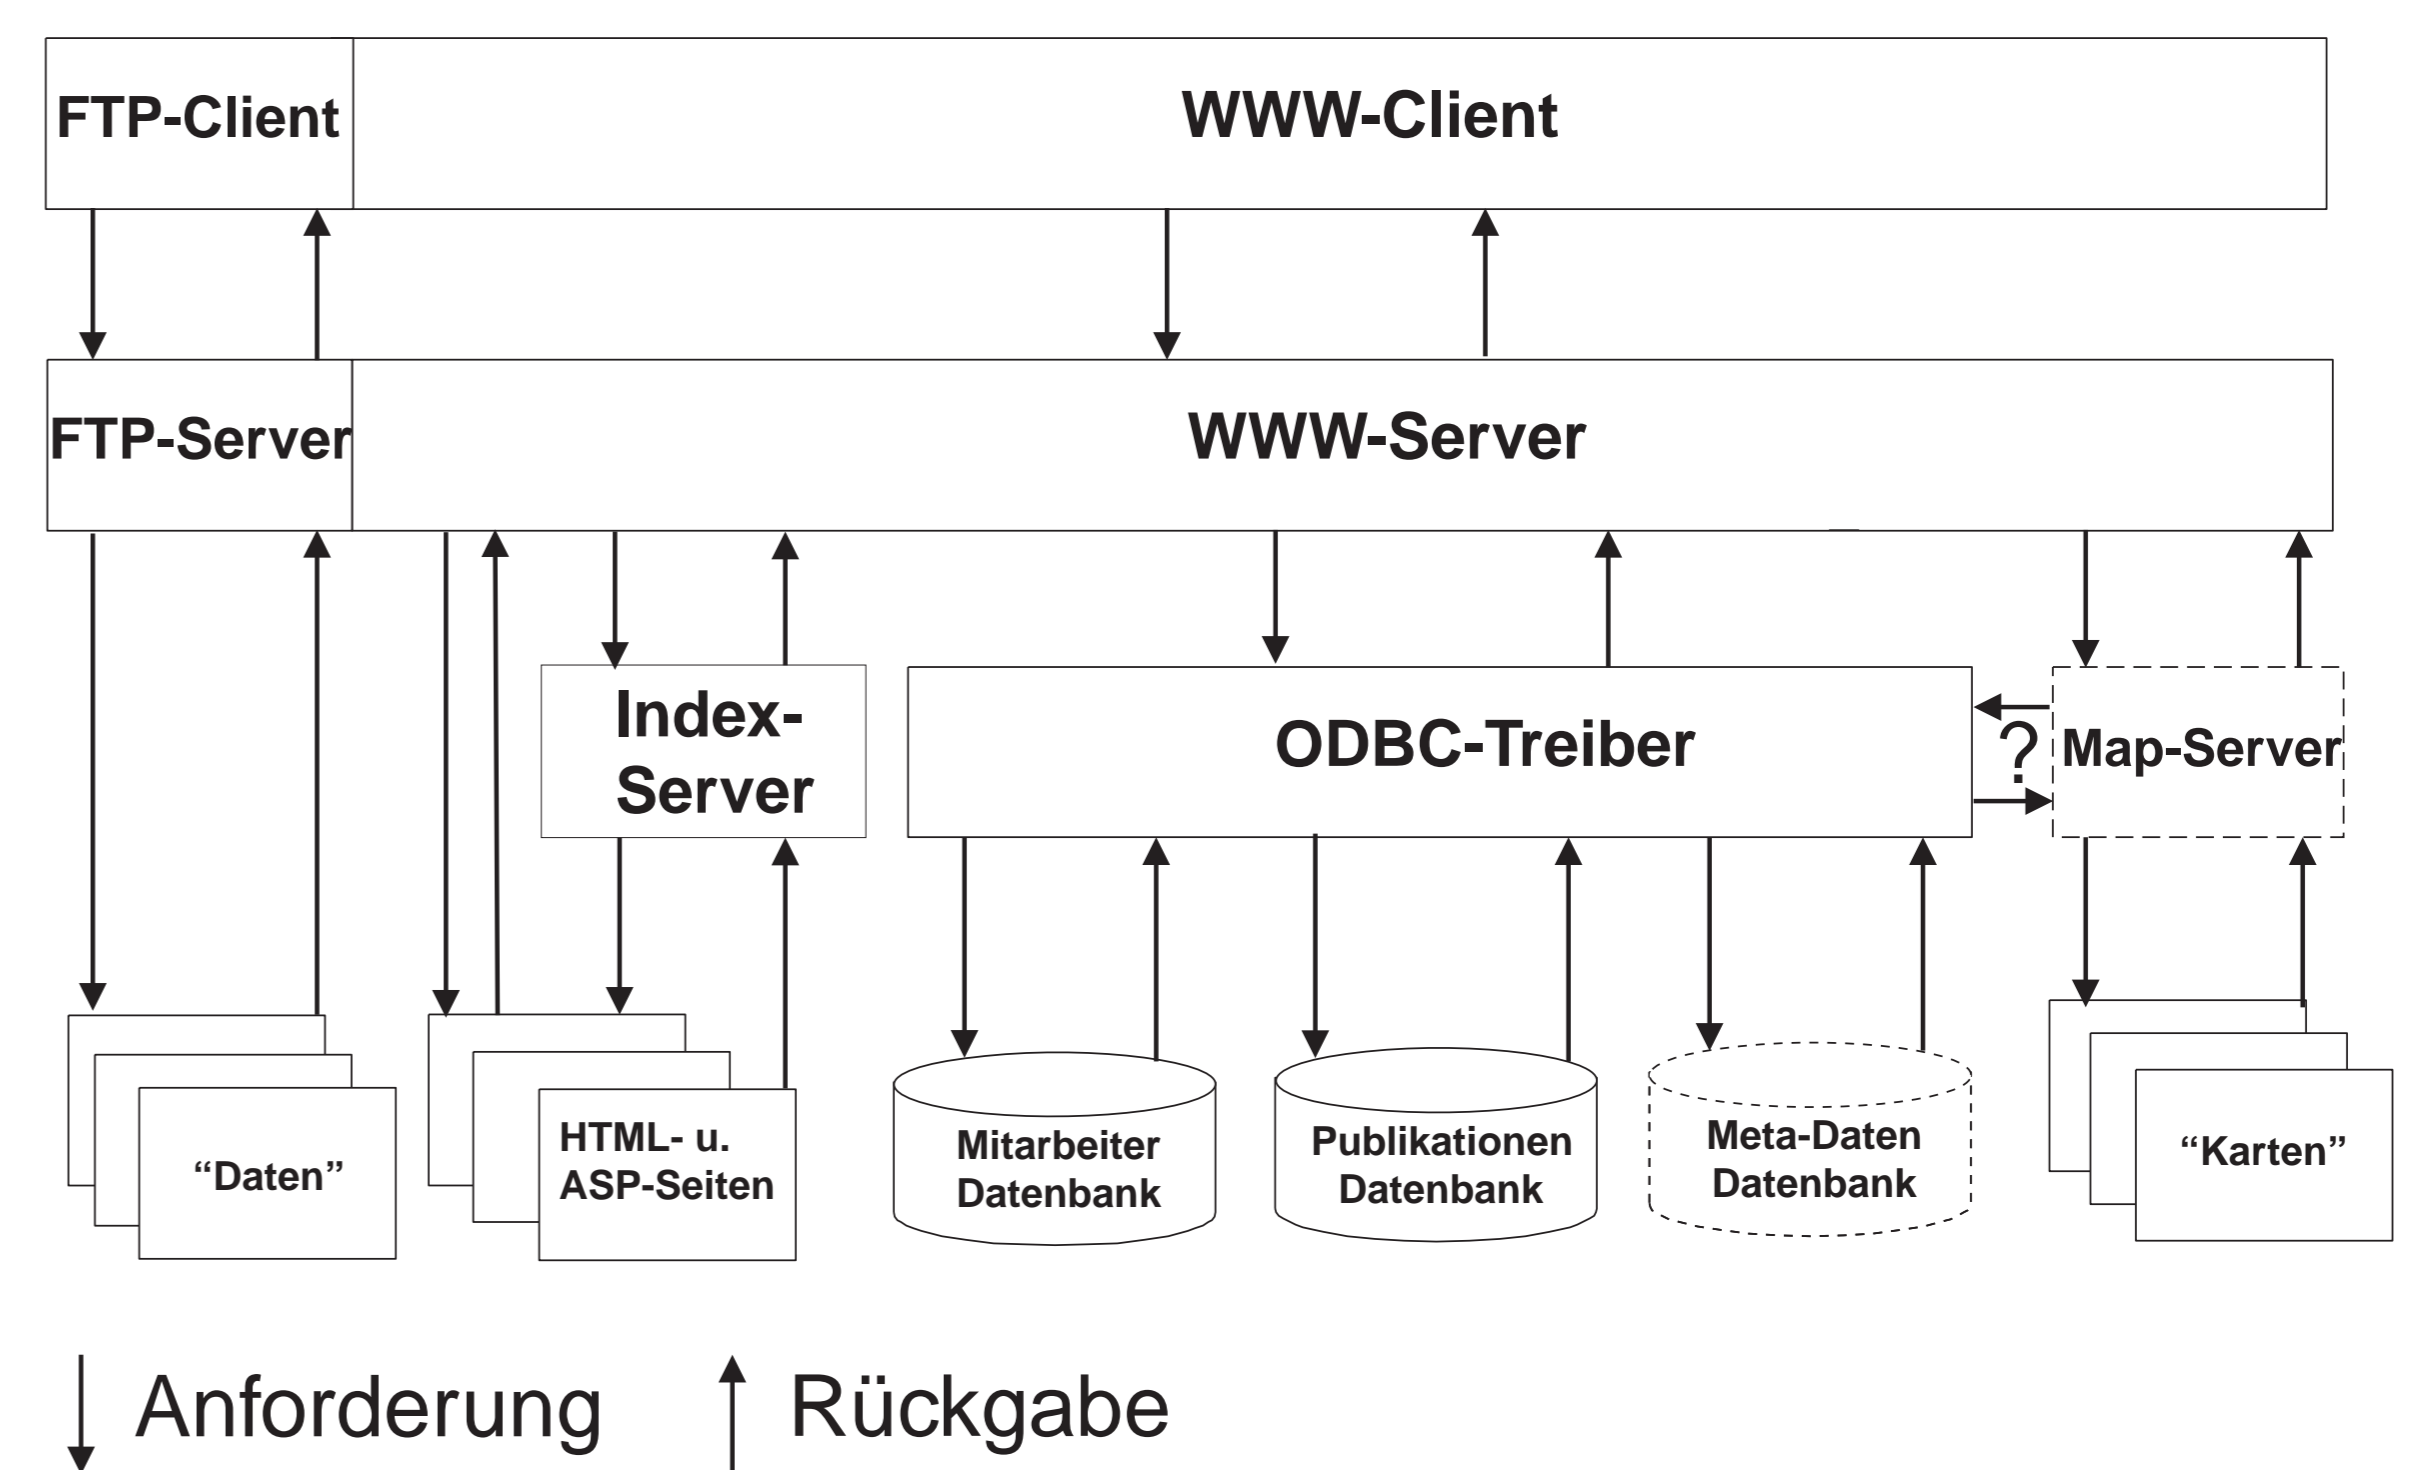 FTP-Client
WWW-Client
FTP-Server
WWW-Server
Index-
Server
ODBC-Treiber
?
Map-Server
“Daten”
HTML- u.
ASP-Seiten
Mitarbeiter
Datenbank
Publikationen
Datenbank
Meta-Daten
Datenbank
“Karten”
Anforderung
Rückgabe